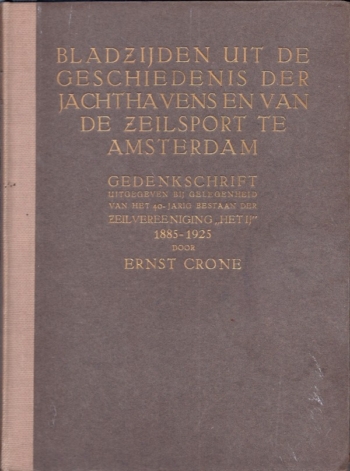 BLADZIJDEN UIT DE
GESCHIEDENIS DER
JACHTHAVENS EN VAN
DE ZEILSPORT TE
AMSTERDAM
GEDENKSCHRIFT
UITGEGEVEN BIJ GELEGENHEID
VAN HET 40-JARIG BESTAAN DER
ZEILVEREENIGING „HET IJ”
1885-1925
DOOR
ERNST CRONE